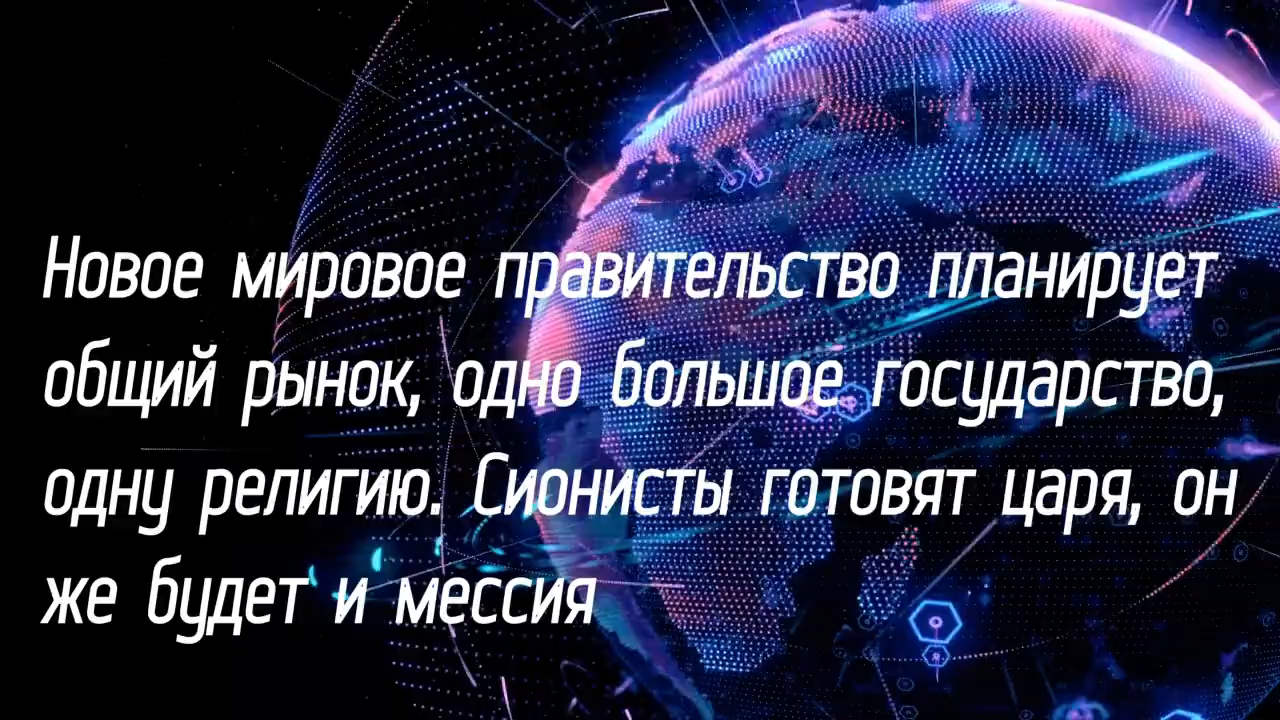 Новое мировое правительство планирует
общий рынок, одно большое государство,
одну религию. Сионисты готовят царя, он
же будет и мессия